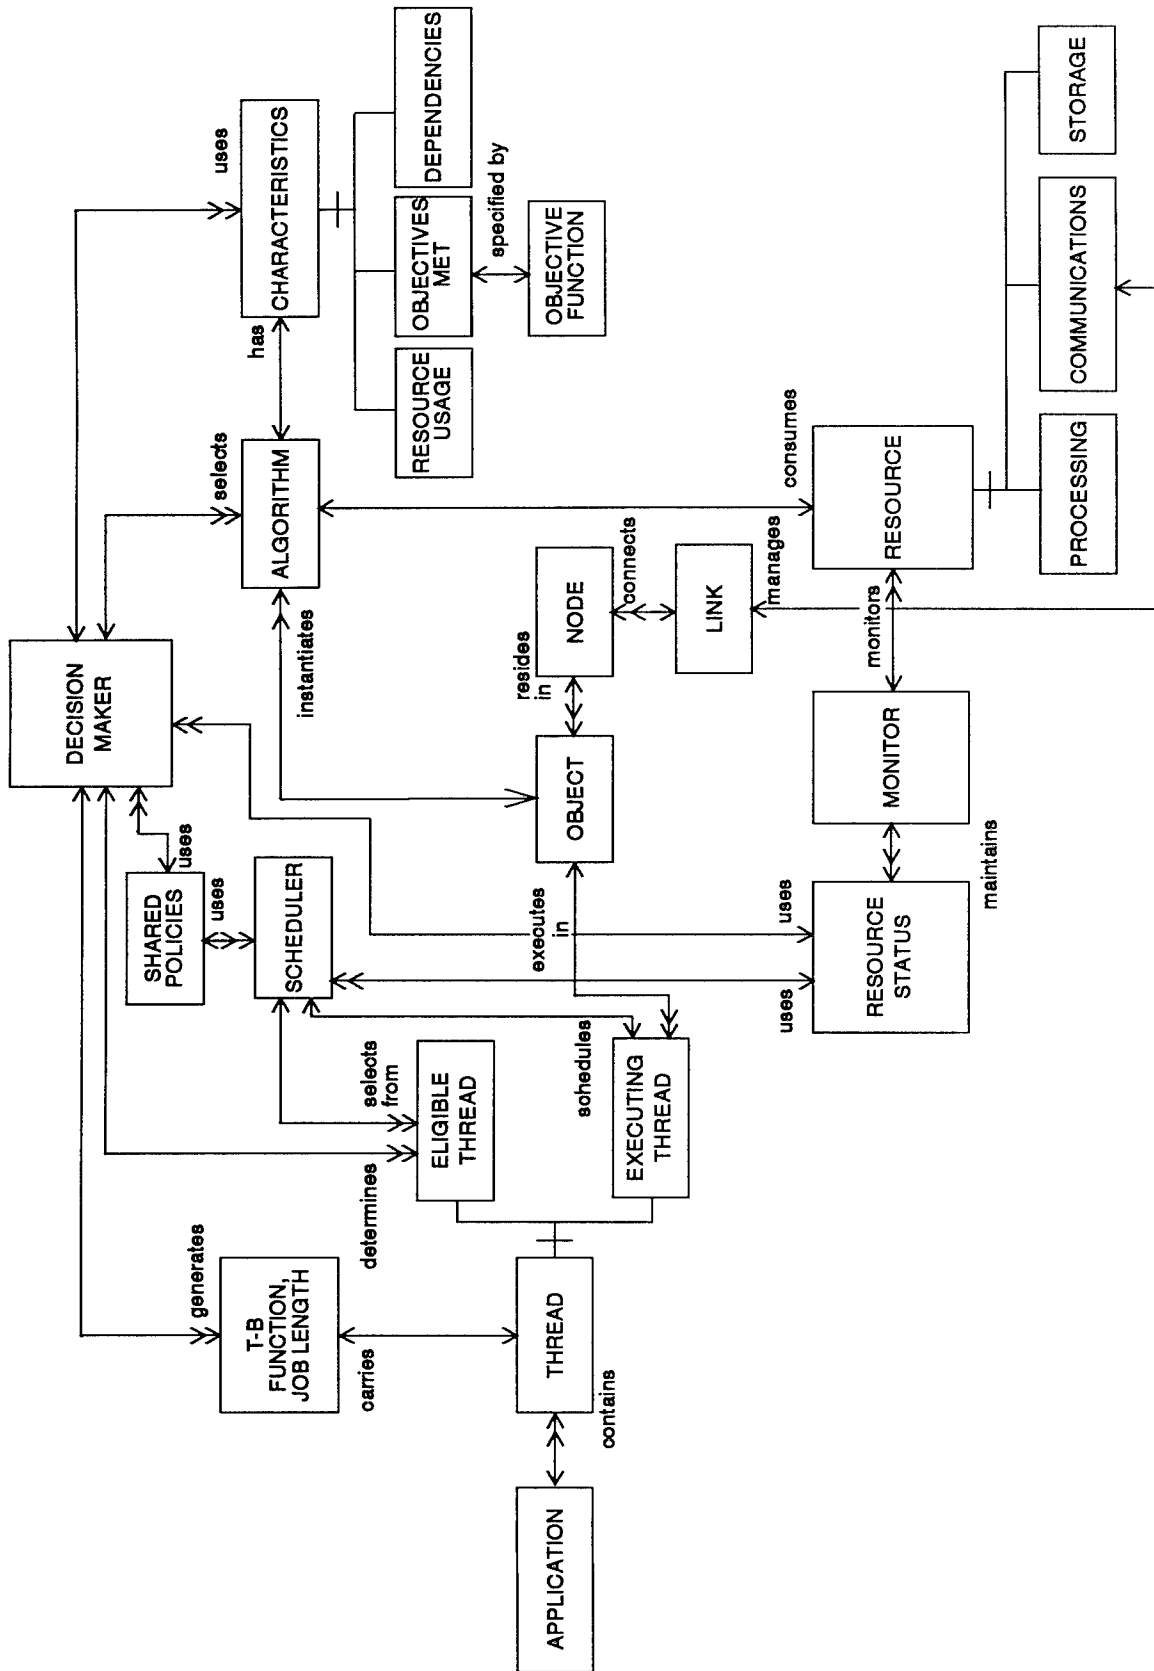 DECISION
MAKER
uses
selects
generates
T-B
FUNCTION,
JOB LENGTH
carries
determines
SHARED
POLICIES
uses
uses
SCHEDULER
instantiates
ALGORITHM
has
CHARACTERISTICS
RESOURCE
USAGE
OBJECTIVES
MET
DEPENDENCIES
specified by
OBJECTIVE
FUNCTION
selects
from
ELIGIBLE
THREAD
APPLICATION
contains
THREAD
schedules
EXECUTING
THREAD
executes
in
OBJECT
resides
in
NODE
connects
LINK
manages
consumes
uses
uses
RESOURCE
STATUS
maintains
MONITOR
monitors
RESOURCE
PROCESSING
COMMUNICATIONS
STORAGE